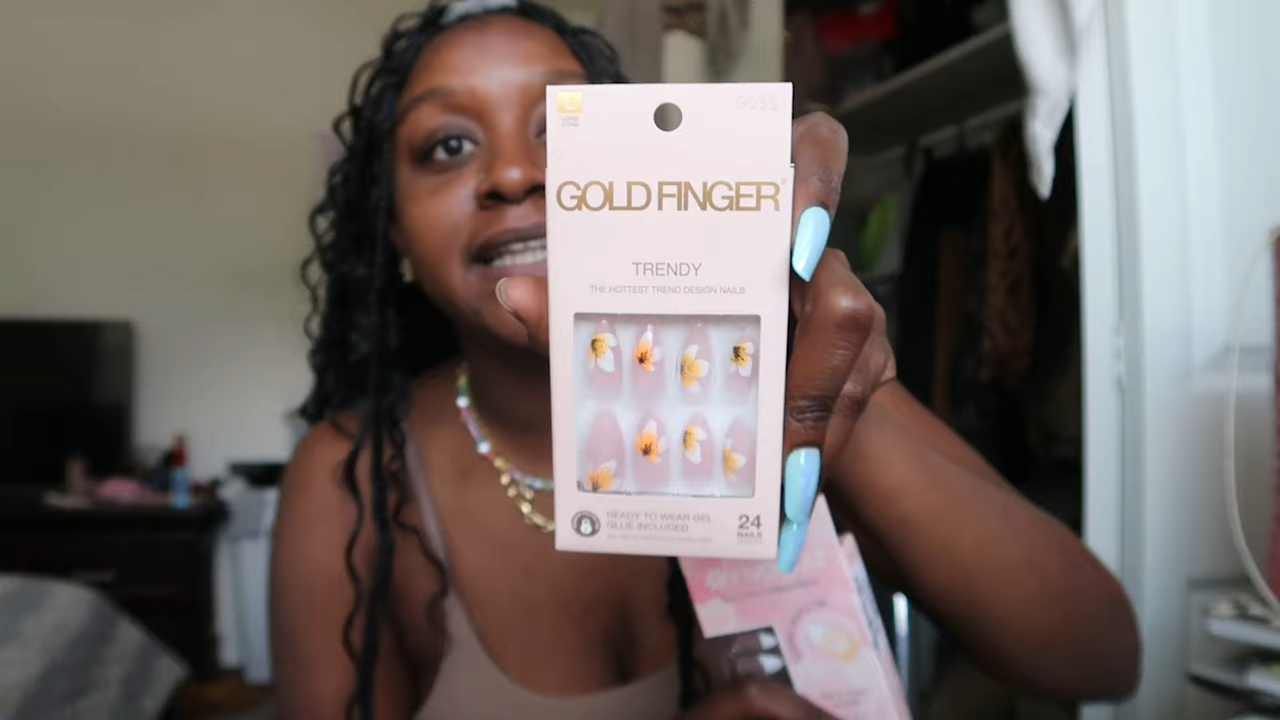 GOLD FINGER
TRENDY
THE HOTTEST TREND DESIGN NAILS
READY TO WEAR GEL
GLUE INCLUDED
24
NAILS